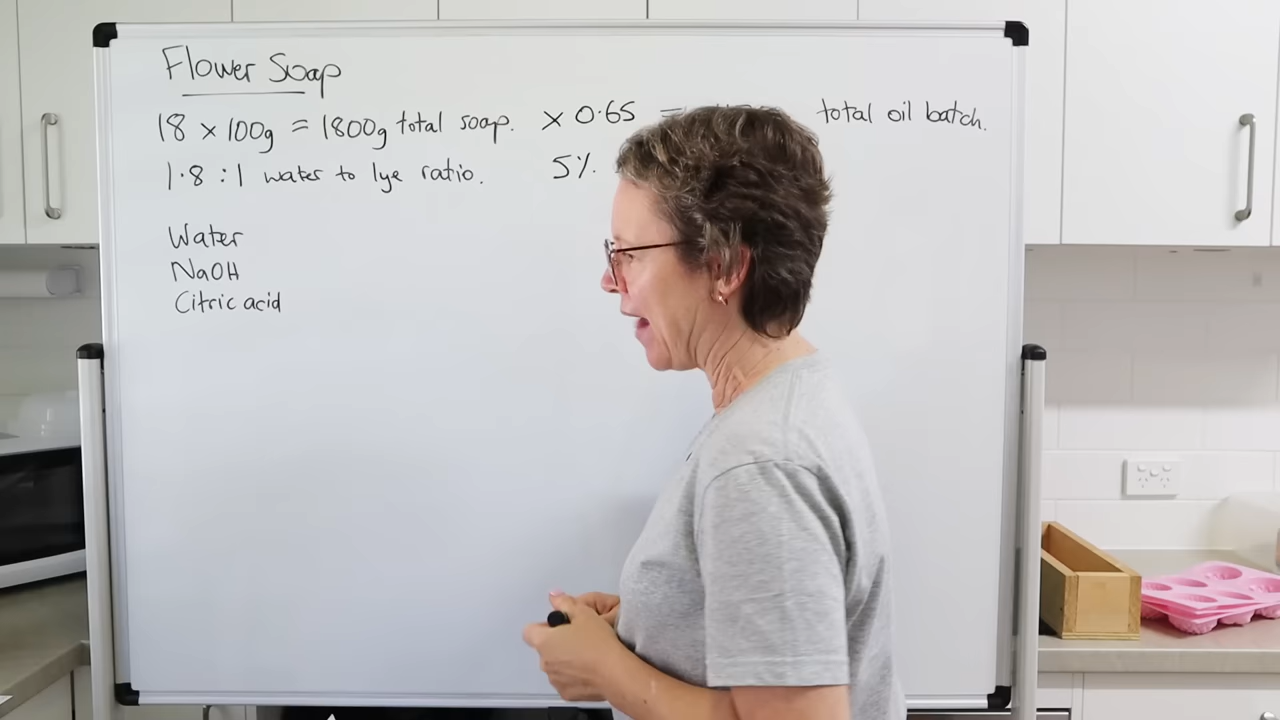 Flower Soap
18 x 100g = 1800g total soap. x 0.65 = total oil batch.
1.8 : 1 water to lye ratio. 5%
Water
NaOH
Citric acid